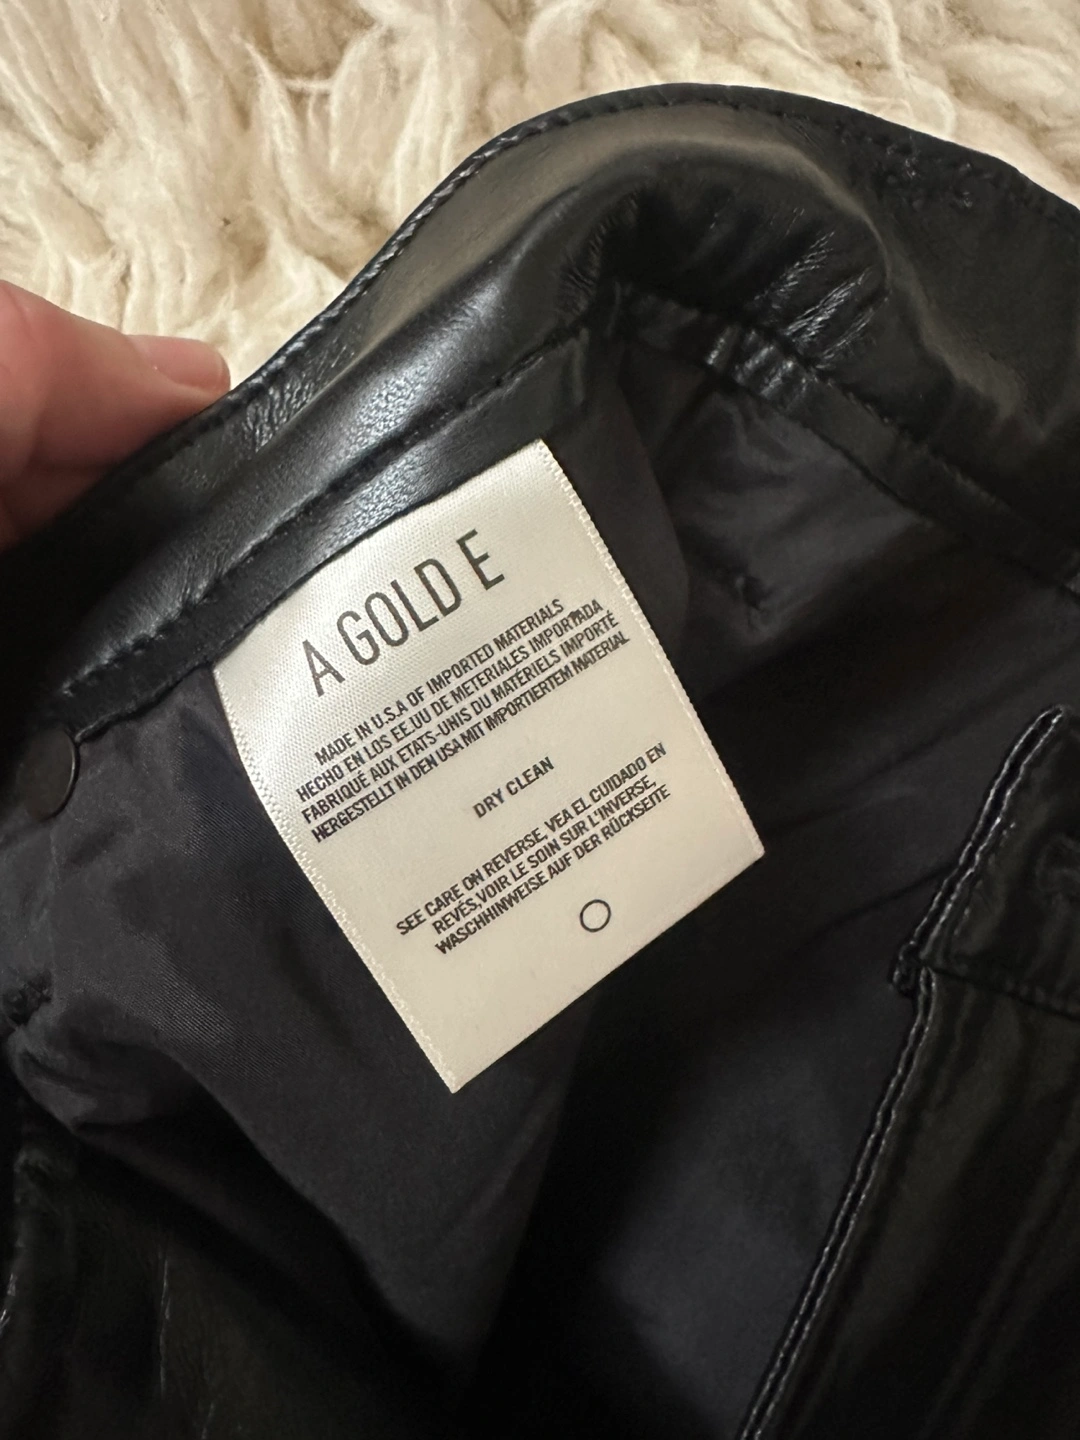 A GOLD E
MADE IN U.S.A OF IMPORTED MATERIALS
HECHO EN LOS EE.UU DE METERIALES IMPORTADA
FABRIQUÉ AUX ETATS-UNIS DU MATÉRIELS IMPORTÉ
HERGESTELLT IN DEN USA MIT IMPORTIERTEM MATERIAL
DRY CLEAN
SEE CARE ON REVERSE, VEA EL CUIDADO EN
REVÉS,VOIR LE SOIN SUR L'INVERSE,
WASCHHINWEISE AUF DER RÜCKSEITE